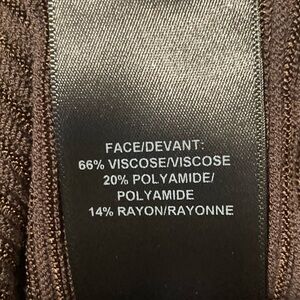 FACE/DEVANT:
66% VISCOSE/VISCOSE
20% POLYAMIDE/
POLYAMIDE
14% RAYON/RAYONNE